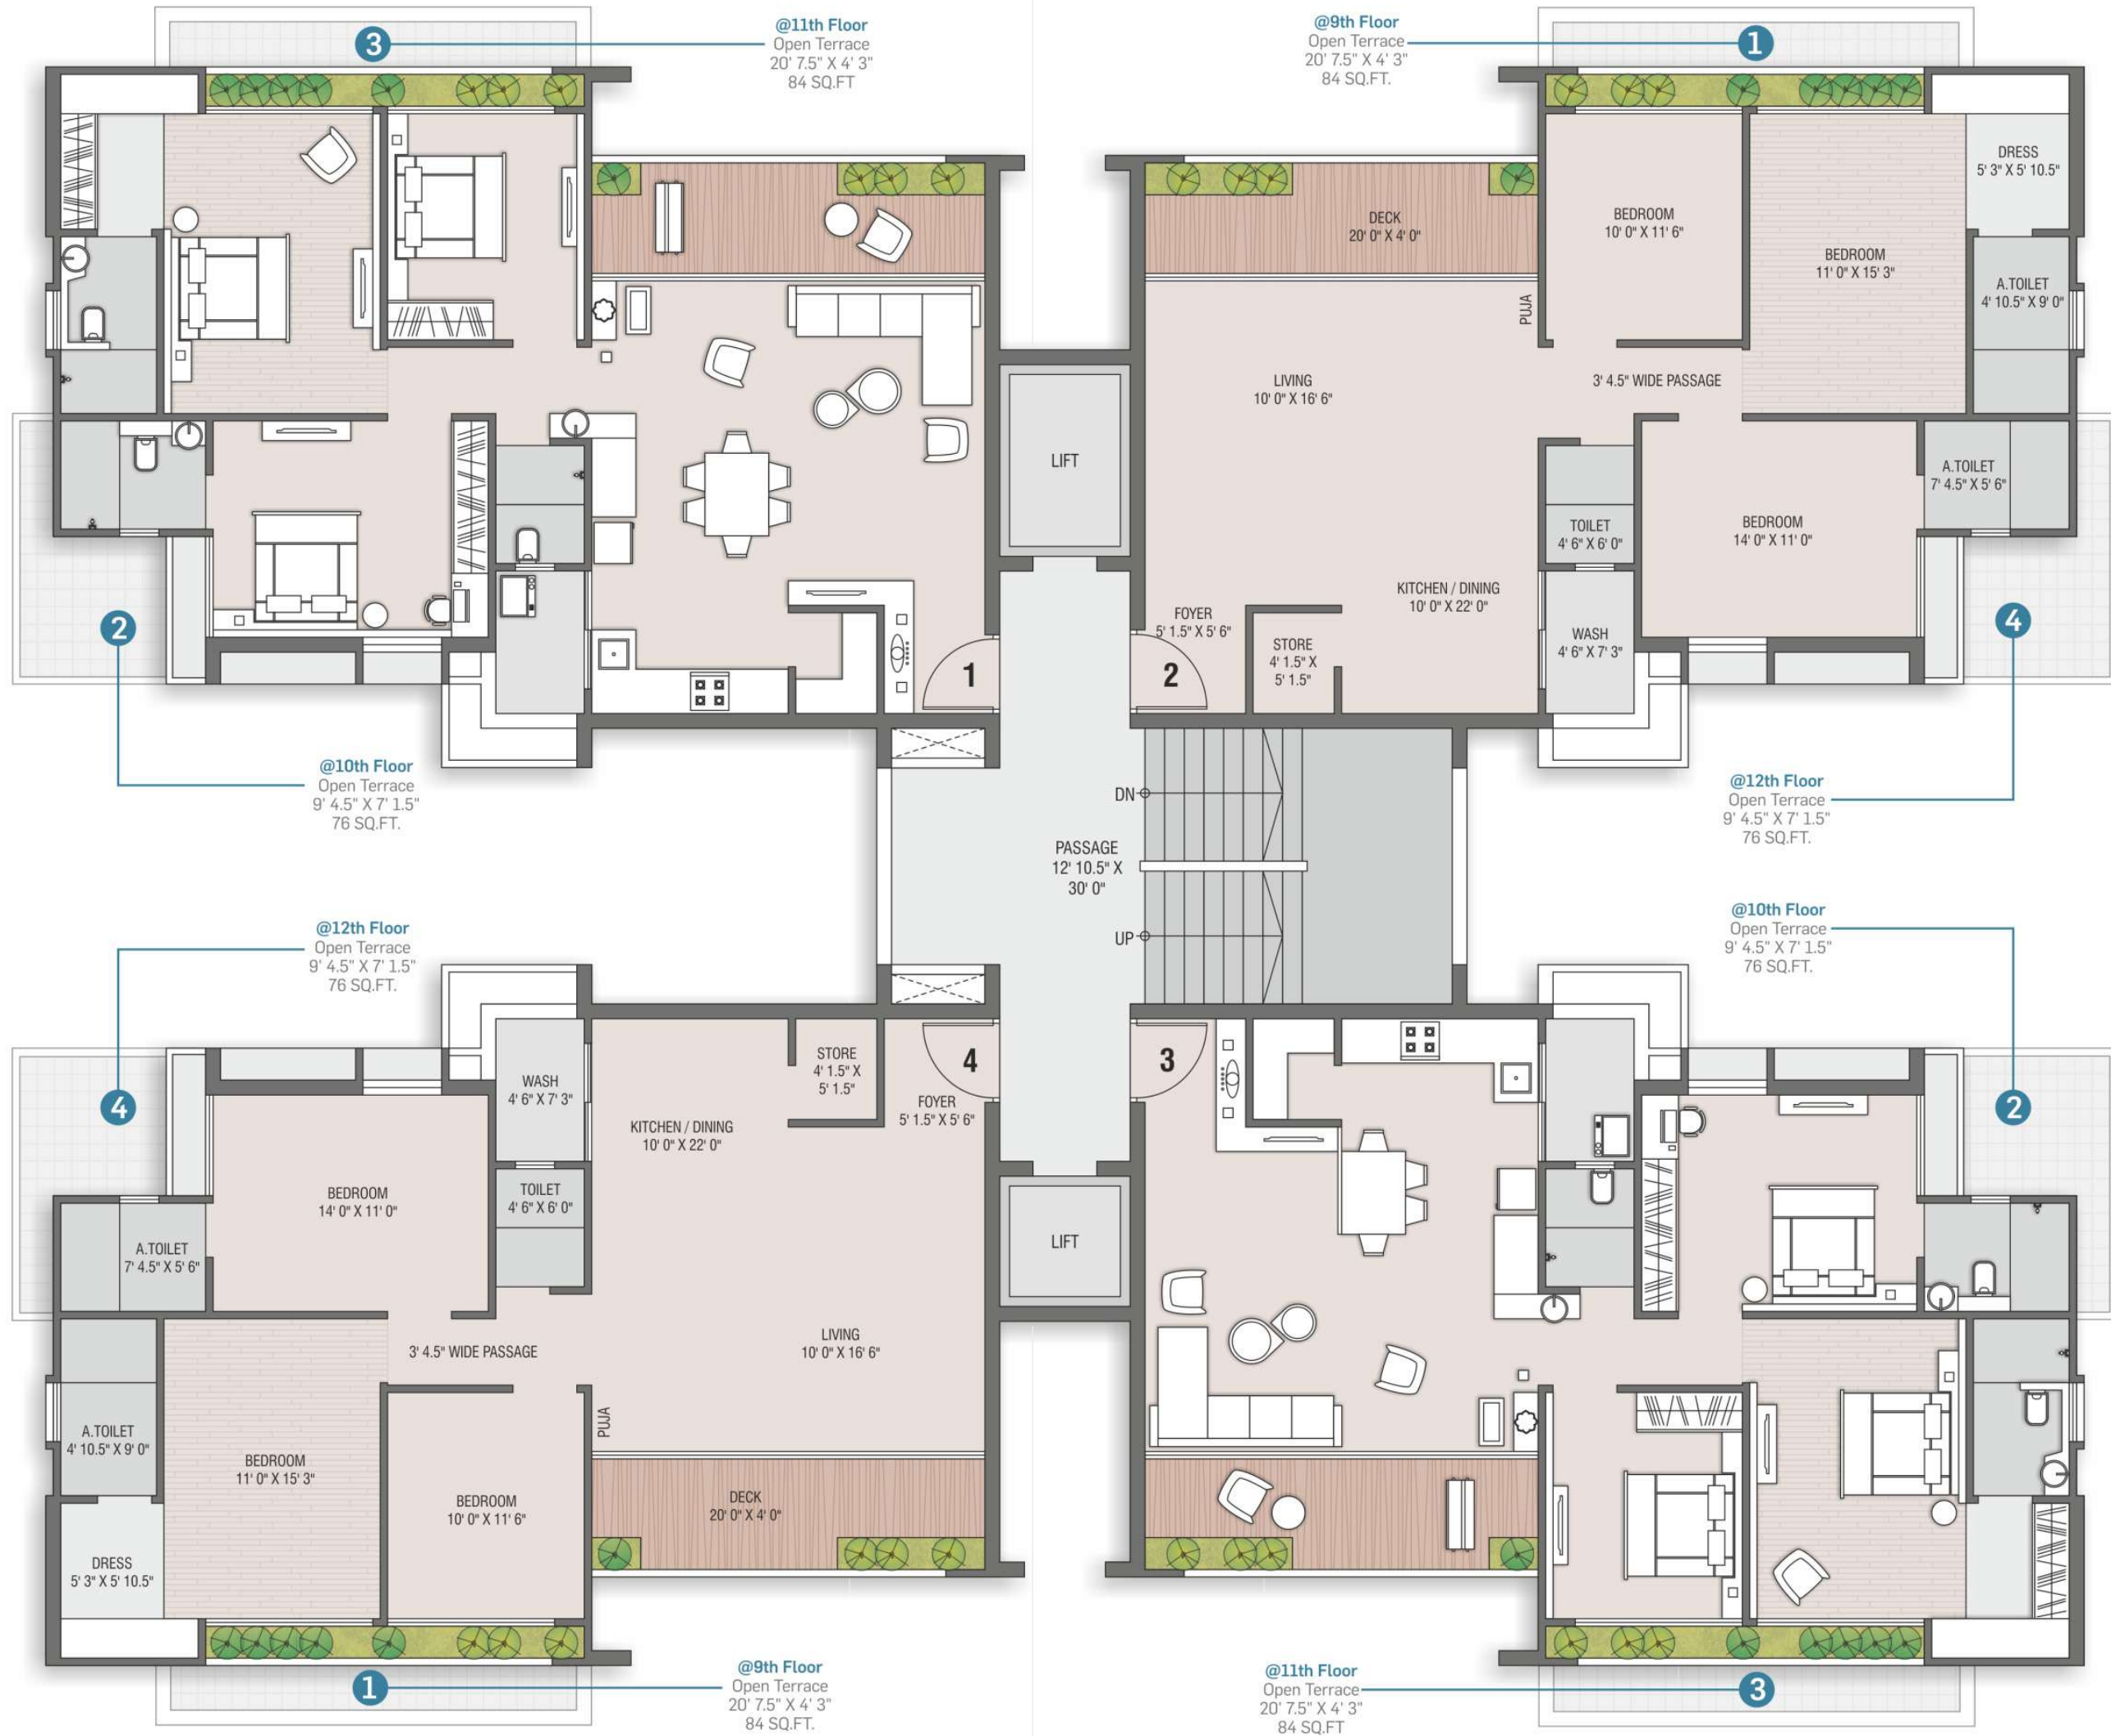 3
@11th Floor
Open Terrace
20' 7.5" X 4' 3"
84 SQ.FT
@9th Floor
Open Terrace
20' 7.5" X 4' 3"
84 SQ.FT.
1
DECK
20' 0" X 4' 0"
BEDROOM
10' 0" X 11' 6"
BEDROOM
11' 0" X 15' 3"
DRESS
5' 3" X 5' 10.5"
A.TOILET
4' 10.5" X 9' 0"
PUJA
LIVING
10' 0" X 16' 6"
3' 4.5" WIDE PASSAGE
LIFT
A.TOILET
7' 4.5" X 5' 6"
TOILET
4' 6" X 6' 0"
BEDROOM
14' 0" X 11' 0"
KITCHEN / DINING
10' 0" X 22' 0"
FOYER
5' 1.5" X 5' 6"
STORE
4' 1.5" X
5' 1.5"
WASH
4' 6" X 7' 3"
2
4
1
2
@10th Floor
Open Terrace
9' 4.5" X 7' 1.5"
76 SQ.FT.
@12th Floor
Open Terrace
9' 4.5" X 7' 1.5"
76 SQ.FT.
DN
PASSAGE
12' 10.5" X
30' 0"
UP
@12th Floor
Open Terrace
9' 4.5" X 7' 1.5"
76 SQ.FT.
@10th Floor
Open Terrace
9' 4.5" X 7' 1.5"
76 SQ.FT.
4
3
4
2
WASH
4' 6" X 7' 3"
STORE
4' 1.5" X
5' 1.5"
FOYER
5' 1.5" X 5' 6"
KITCHEN / DINING
10' 0" X 22' 0"
BEDROOM
14' 0" X 11' 0"
TOILET
4' 6" X 6' 0"
A.TOILET
7' 4.5" X 5' 6"
LIFT
3' 4.5" WIDE PASSAGE
LIVING
10' 0" X 16' 6"
PUJA
A.TOILET
4' 10.5" X 9' 0"
BEDROOM
11' 0" X 15' 3"
BEDROOM
10' 0" X 11' 6"
DECK
20' 0" X 4' 0"
DRESS
5' 3" X 5' 10.5"
1
@9th Floor
Open Terrace
20' 7.5" X 4' 3"
84 SQ.FT.
@11th Floor
Open Terrace
20' 7.5" X 4' 3"
84 SQ.FT
3